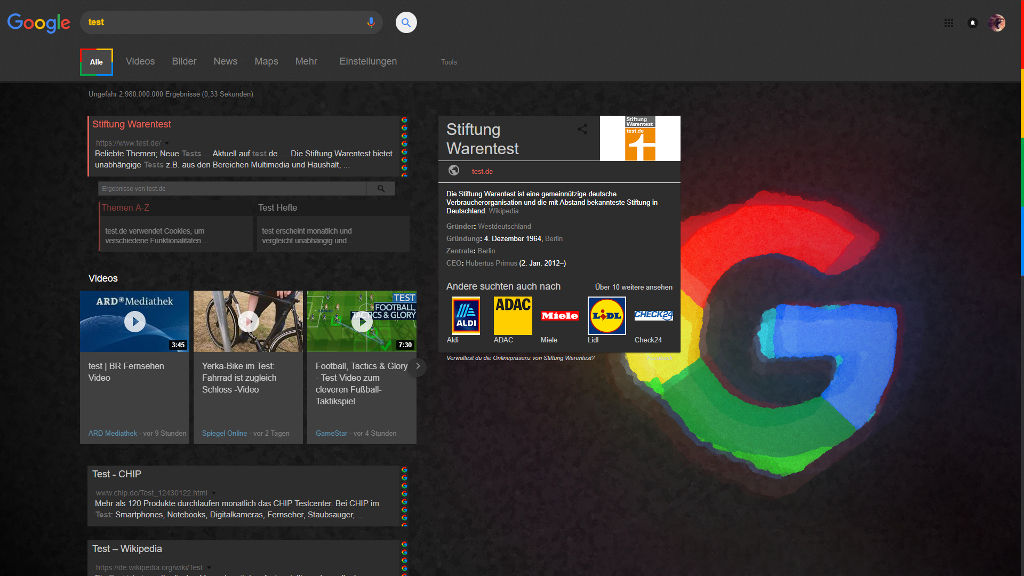 Google
test
Alle Videos Bilder News Maps Mehr Einstellungen Tools
Ungefähr 2.980.000.000 Ergebnisse (0,33 Sekunden)
Stiftung Warentest
https://www.test.de/
Beliebte Themen; Neue Tests ... Aktuell auf test.de ... Die Stiftung Warentest bietet
unabhängige Tests z.B. aus den Bereichen Multimedia und Haushalt, ...
Ergebnisse von test.de
Themen A-Z
test.de verwendet Cookies, um
verschiedene Funktionalitäten ...
Test Hefte
test erscheint monatlich und
vergleicht unabhängig und ...
Videos
ARD Mediathek
3:45
test | BR Fernsehen
Video
ARD Mediathek - vor 9 Stunden
Yerka-Bike im Test:
Fahrrad ist zugleich
Schloss -Video
Spiegel Online - vor 2 Tagen
TEST
FOOTBALL,
TACTICS & GLORY
7:30
Football, Tactics & Glory
- Test Video zum
cleveren Fußball-
Taktikspiel
GameStar - vor 4 Stunden
Test - CHIP
www.chip.de/Test_12430122.html
Mehr als 120 Produkte durchlaufen monatlich das CHIP Testcenter. Bei CHIP im
Test: Smartphones, Notebooks, Digitalkameras, Fernseher, Staubsauger, ...
Test – Wikipedia
https://de.wikipedia.org/wiki/Test
Stiftung
Warentest
Stiftung
Warentest
test.de
test.de
Die Stiftung Warentest ist eine gemeinnützige deutsche
Verbraucherorganisation und die mit Abstand bekannteste Stiftung in
Deutschland. Wikipedia
Gründer: Westdeutschland
Gründung: 4. Dezember 1964, Berlin
Zentrale: Berlin
CEO: Hubertus Primus (2. Jan. 2012–)
Andere suchten auch nach
Über 10 weitere ansehen
ALDI ADAC Miele LIDL CHECK24
Aldi ADAC Miele Lidl Check24
Verwaltest du die Onlinepräsenz von Stiftung Warentest?